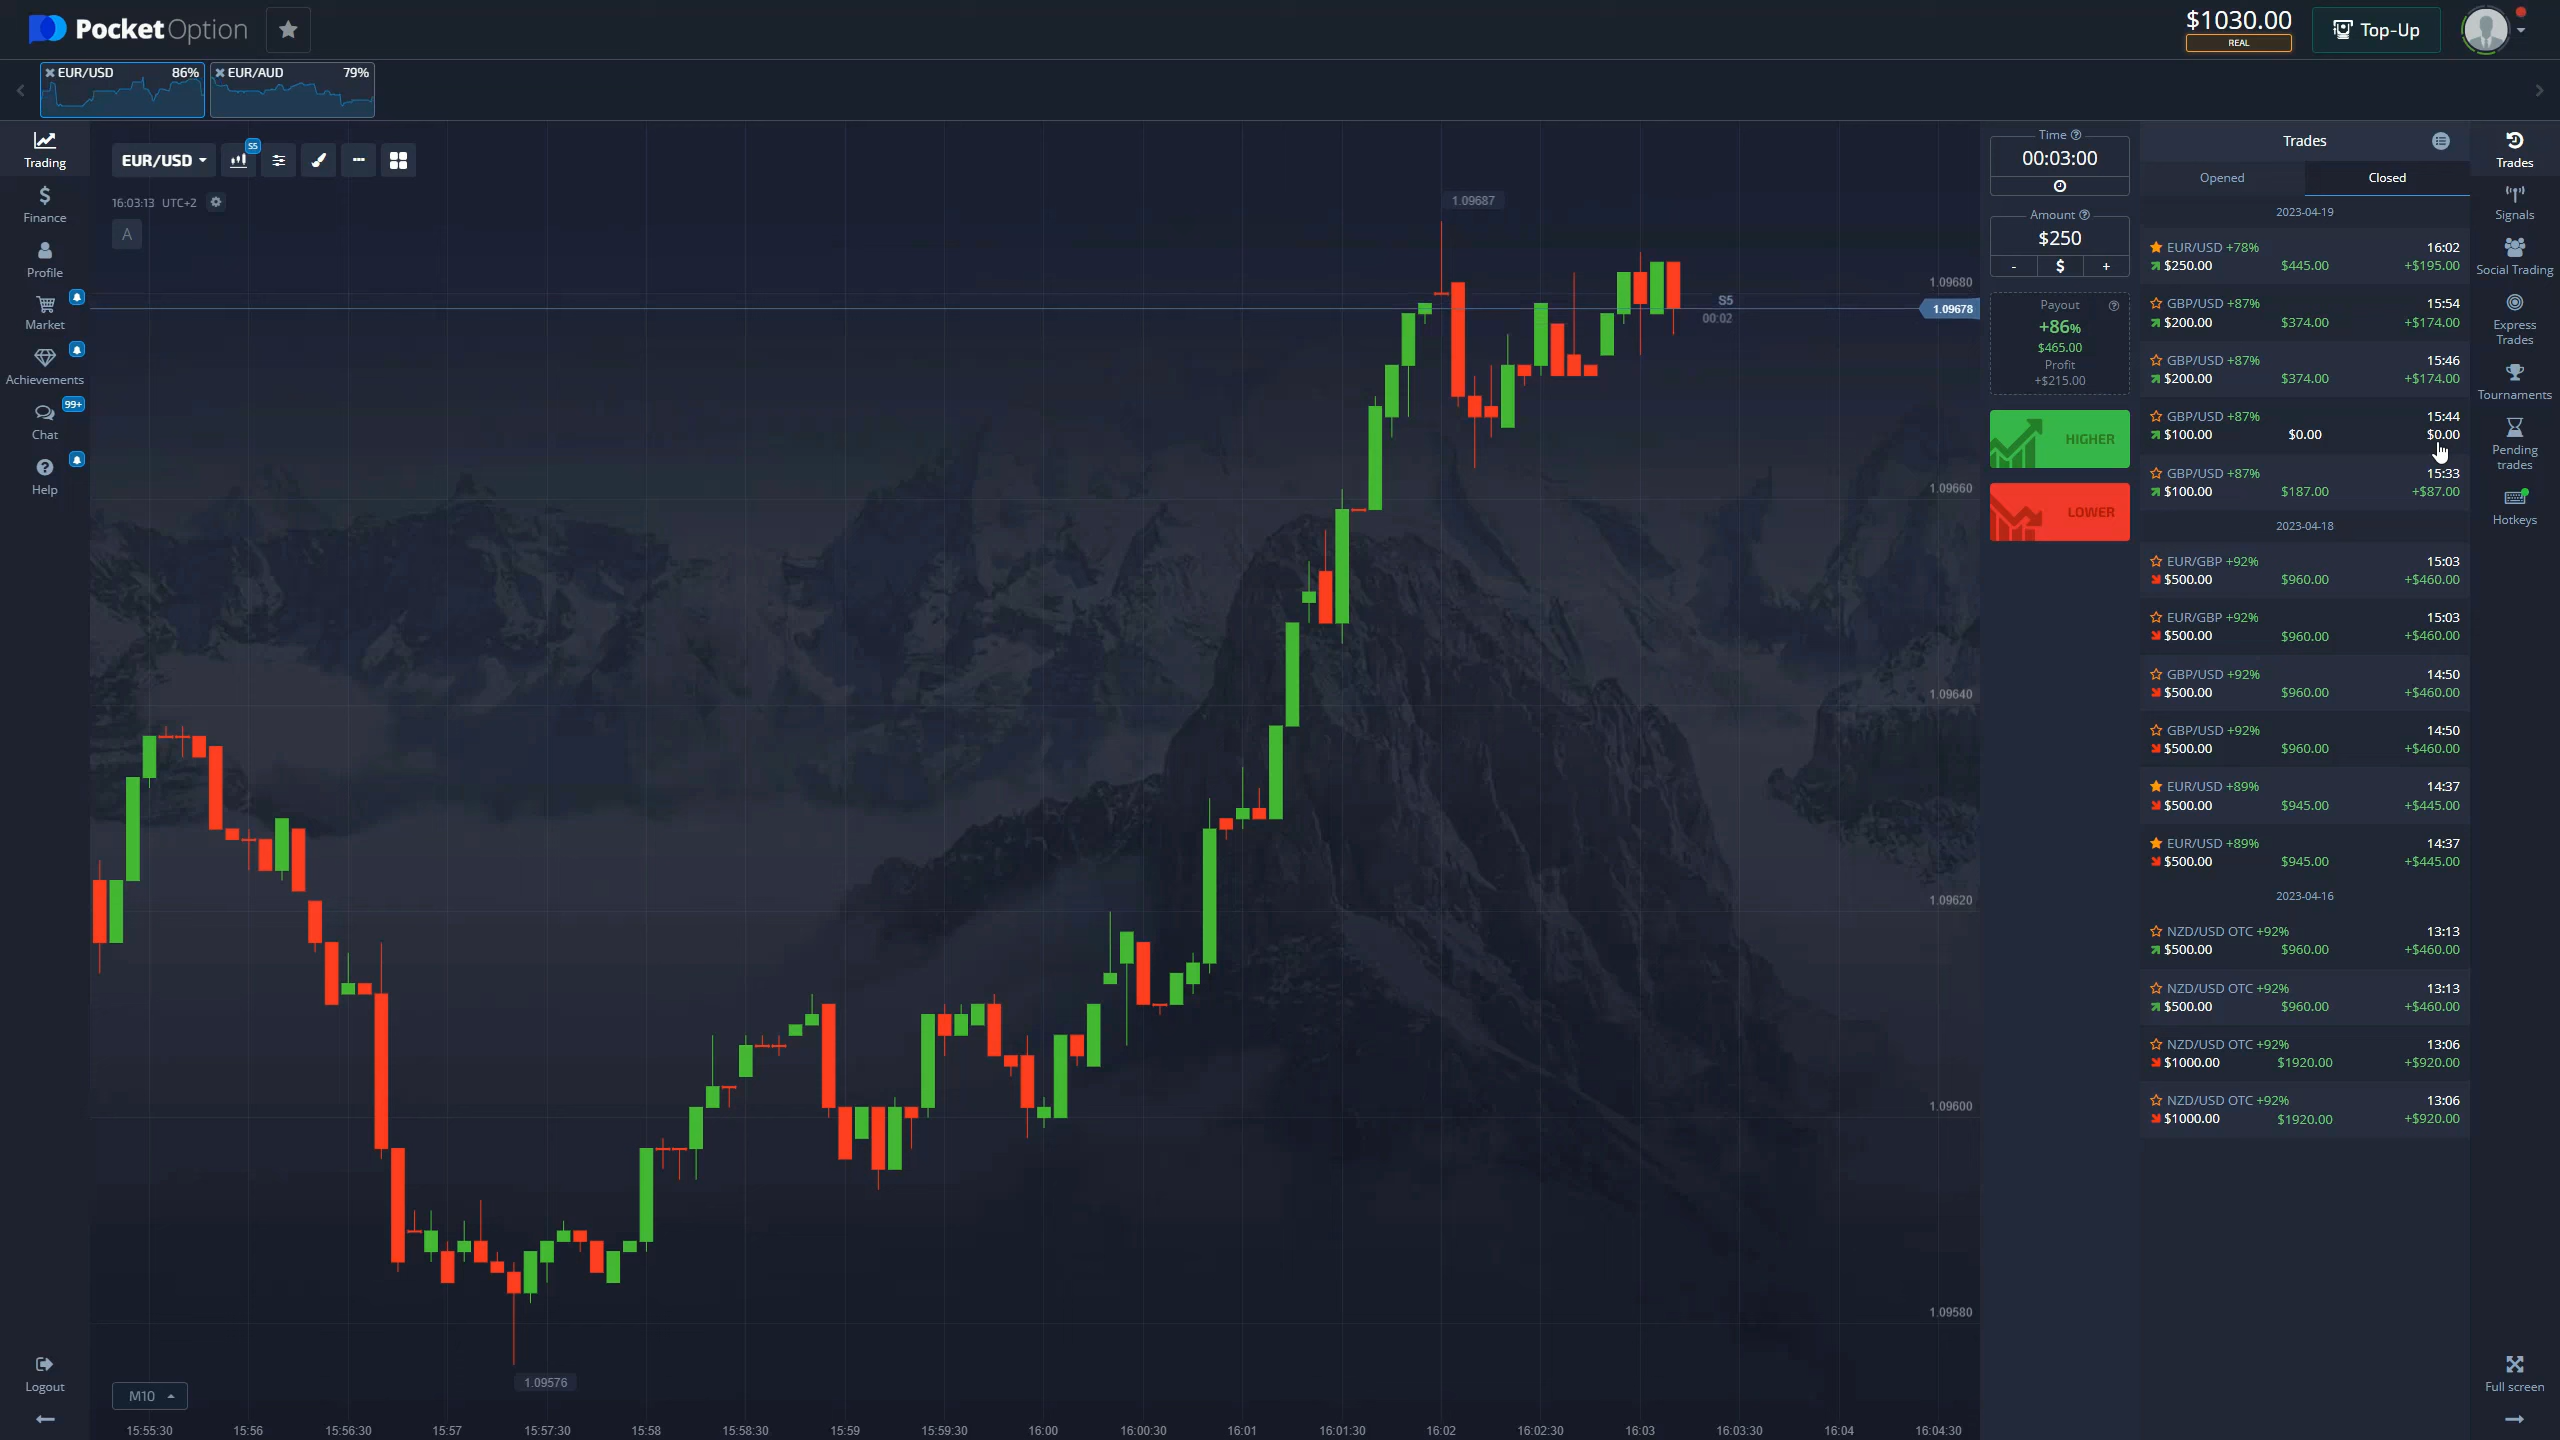 PocketOption
$1030.00
REAL
Top-Up
EUR/USD 86%
EUR/AUD 79%
Trading
Finance
Profile
Market
Achievements
99+
Chat
Help
Logout
EUR/USD
S5
16:03:13 UTC+2
A
1.09687
1.09680
S5
00:02
1.09678
1.09660
1.09640
1.09620
1.09600
1.09580
1.09576
M10
15:55:30 15:56 15:56:30 15:57 15:57:30 15:58 15:58:30 15:59 15:59:30 16:00 16:00:30 16:01 16:01:30 16:02 16:02:30 16:03 16:03:30 16:04 16:04:30
Time
00:03:00
Amount
$250
- $ +
Payout
+86%
$465.00
Profit
+$215.00
HIGHER
LOWER
Trades
Opened Closed
2023-04-19
EUR/USD +78% 16:02
$250.00 $445.00 +$195.00
GBP/USD +87% 15:54
$200.00 $374.00 +$174.00
GBP/USD +87% 15:46
$200.00 $374.00 +$174.00
GBP/USD +87% 15:44
$100.00 $0.00 $0.00
GBP/USD +87% 15:33
$100.00 $187.00 +$87.00
2023-04-18
EUR/GBP +92% 15:03
$500.00 $960.00 +$460.00
EUR/GBP +92% 15:03
$500.00 $960.00 +$460.00
GBP/USD +92% 14:50
$500.00 $960.00 +$460.00
GBP/USD +92% 14:50
$500.00 $960.00 +$460.00
EUR/USD +89% 14:37
$500.00 $945.00 +$445.00
EUR/USD +89% 14:37
$500.00 $945.00 +$445.00
2023-04-16
NZD/USD OTC +92% 13:13
$500.00 $960.00 +$460.00
NZD/USD OTC +92% 13:13
$500.00 $960.00 +$460.00
NZD/USD OTC +92% 13:06
$1000.00 $1920.00 +$920.00
NZD/USD OTC +92% 13:06
$1000.00 $1920.00 +$920.00
Trades
Signals
Social Trading
Express
Trades
Tournaments
Pending
trades
Hotkeys
Full screen